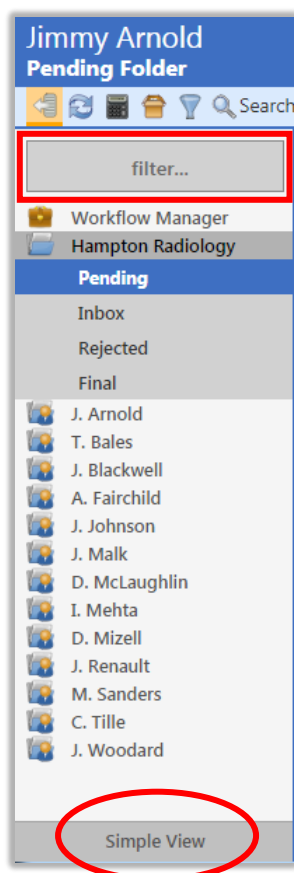 Jimmy Arnold
Pending Folder
Search
filter...
Workflow Manager
Hampton Radiology
Pending
Inbox
Rejected
Final
J. Arnold
T. Bales
J. Blackwell
A. Fairchild
J. Johnson
J. Malk
D. McLaughlin
I. Mehta
D. Mizell
J. Renault
M. Sanders
C. Tille
J. Woodard
Simple View